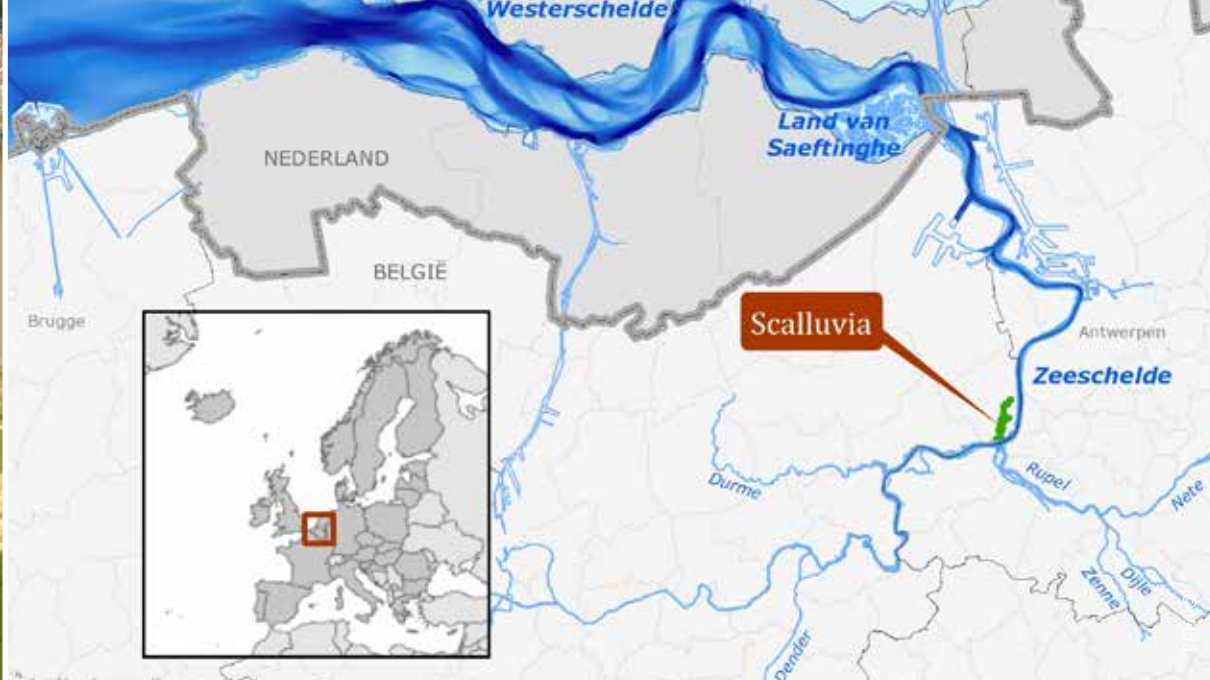 Westerschelde
Land van
Saeftinghe
NEDERLAND
BELGIË
Brugge
Scalluvia
Antwerpen
Zeeschelde
Durme
Rupel
Nete
Zenne
Dijle
Dender